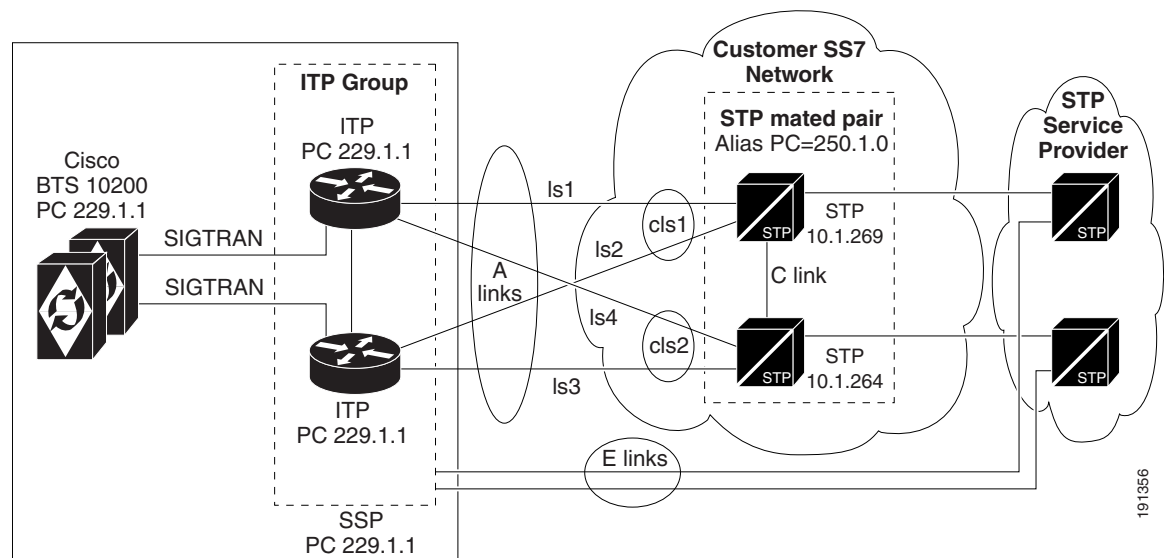 Cisco
BTS 10200
PC 229.1.1
SIGTRAN
SIGTRAN
ITP Group
ITP
PC 229.1.1
ITP
PC 229.1.1
SSP
PC 229.1.1
A
links
ls1
ls2
ls4
ls3
cls1
cls2
E links
Customer SS7
Network
STP mated pair
Alias PC=250.1.0
STP
STP
10.1.269
C link
STP
STP
10.1.264
STP
Service
Provider
STP
STP
191356